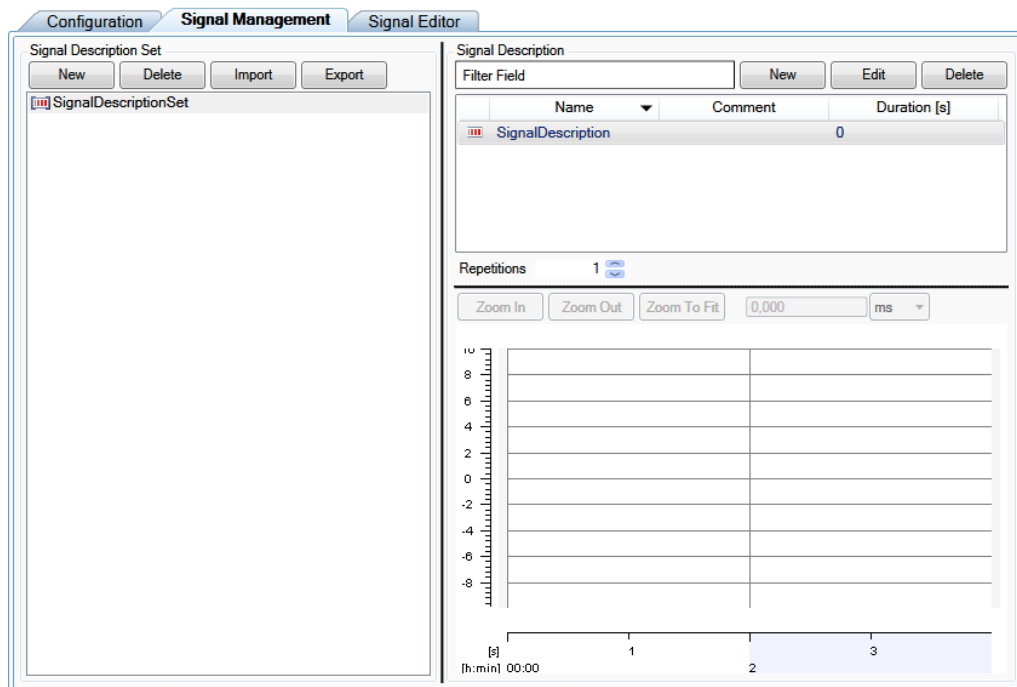 Configuration Signal Management Signal Editor
Signal Description Set
New Delete Import Export
SignalDescriptionSet
Signal Description
Filter Field New Edit Delete
Name Comment Duration [s]
SignalDescription 0
Repetitions 1
Zoom In Zoom Out Zoom To Fit 0,000 ms
10
8
6
4
2
0
-2
-4
-6
-8
[s] 1 3
[h:min] 00:00 2